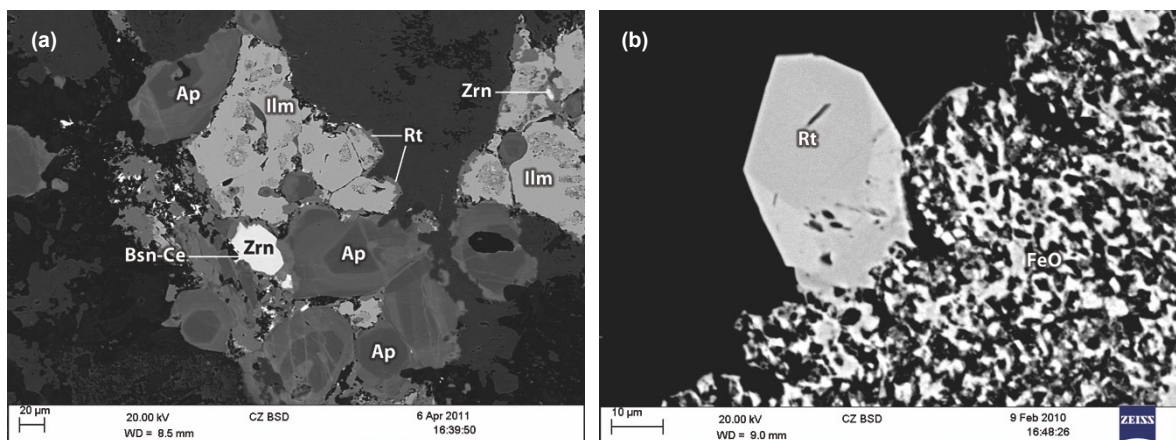 (a)
Ap
Ilm
Zrn
Rt
Ilm
Bsn-Ce
Zrn
Ap
Ap
20 µm
20.00 kV
WD = 8.5 mm
CZ BSD
6 Apr 2011
16:39:50
(b)
Rt
FeO
10 µm
20.00 kV
WD = 9.0 mm
CZ BSD
9 Feb 2010
16:48:26
ZEISS